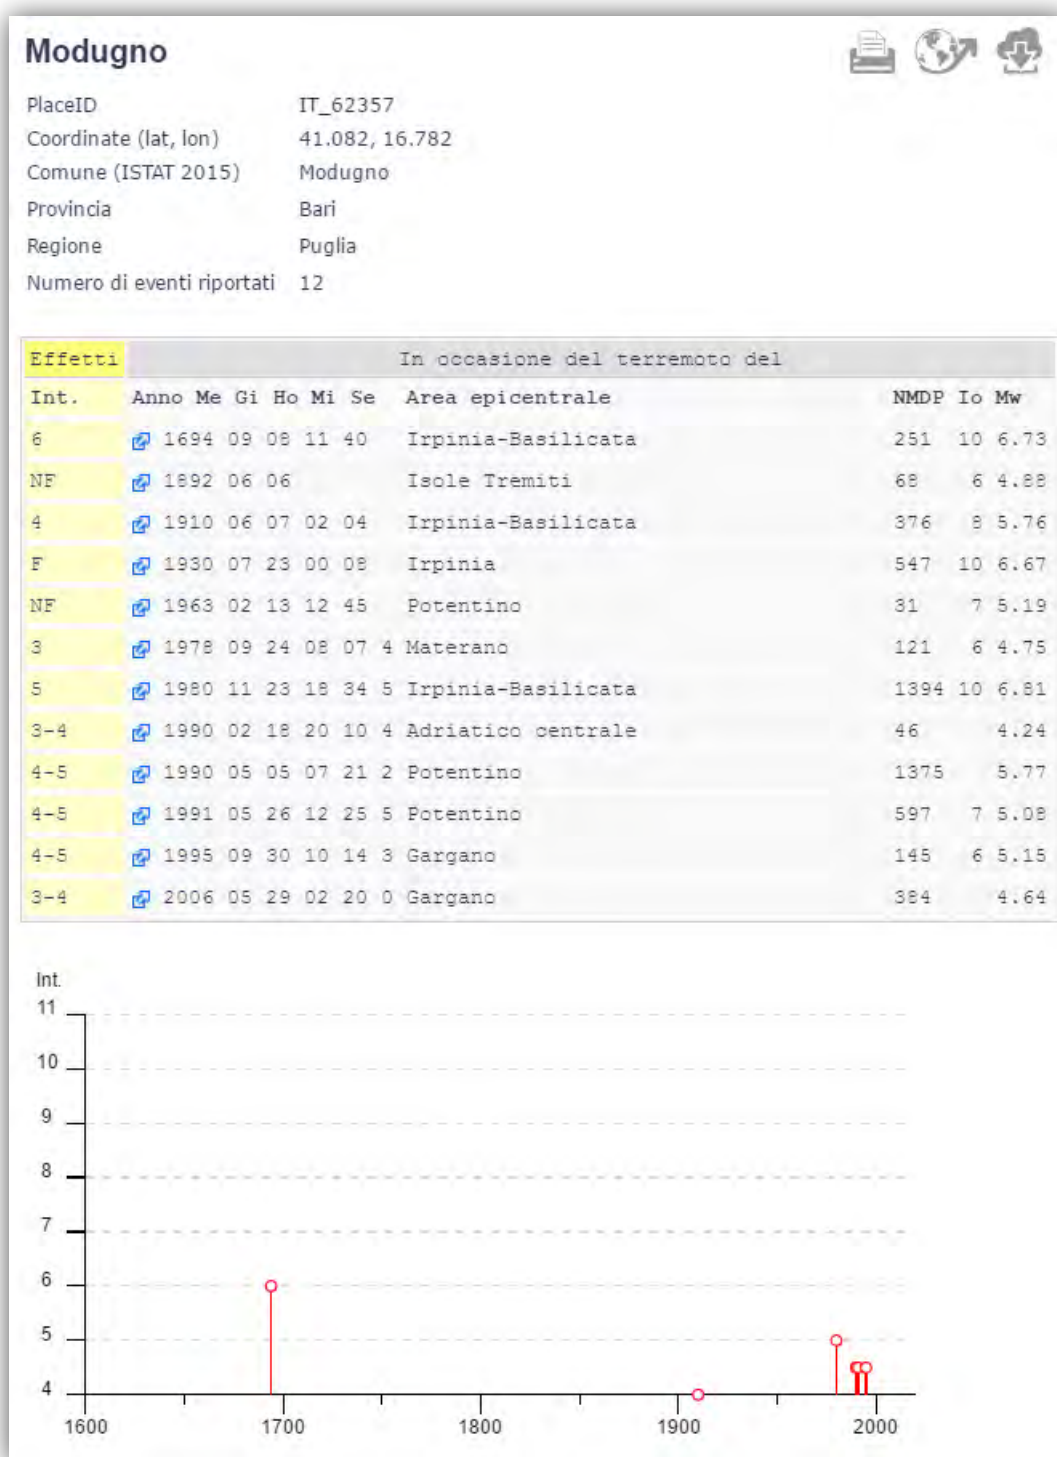 Modugno
PlaceID IT_62357
Coordinate (lat, lon) 41.082, 16.782
Comune (ISTAT 2015) Modugno
Provincia Bari
Regione Puglia
Numero di eventi riportati 12
Effetti In occasione del terremoto del
Int. Anno Me Gi Ho Mi Se Area epicentrale NMDP Io Mw
6 1694 09 08 11 40 Irpinia-Basilicata 251 10 6.73
NF 1892 06 06 Isole Tremiti 68 6 4.88
4 1910 06 07 02 04 Irpinia-Basilicata 376 8 5.76
F 1930 07 23 00 08 Irpinia 547 10 6.67
NF 1963 02 13 12 45 Potentino 31 7 5.19
3 1978 09 24 08 07 4 Materano 121 6 4.75
5 1980 11 23 18 34 5 Irpinia-Basilicata 1394 10 6.81
3-4 1990 02 18 20 10 4 Adriatico centrale 46 4.24
4-5 1990 05 05 07 21 2 Potentino 1375 5.77
4-5 1991 05 26 12 25 5 Potentino 597 7 5.08
4-5 1995 09 30 10 14 3 Gargano 145 6 5.15
3-4 2006 05 29 02 20 0 Gargano 384 4.64
Int.
11
10
9
8
7
6
5
4
1600 1700 1800 1900 2000